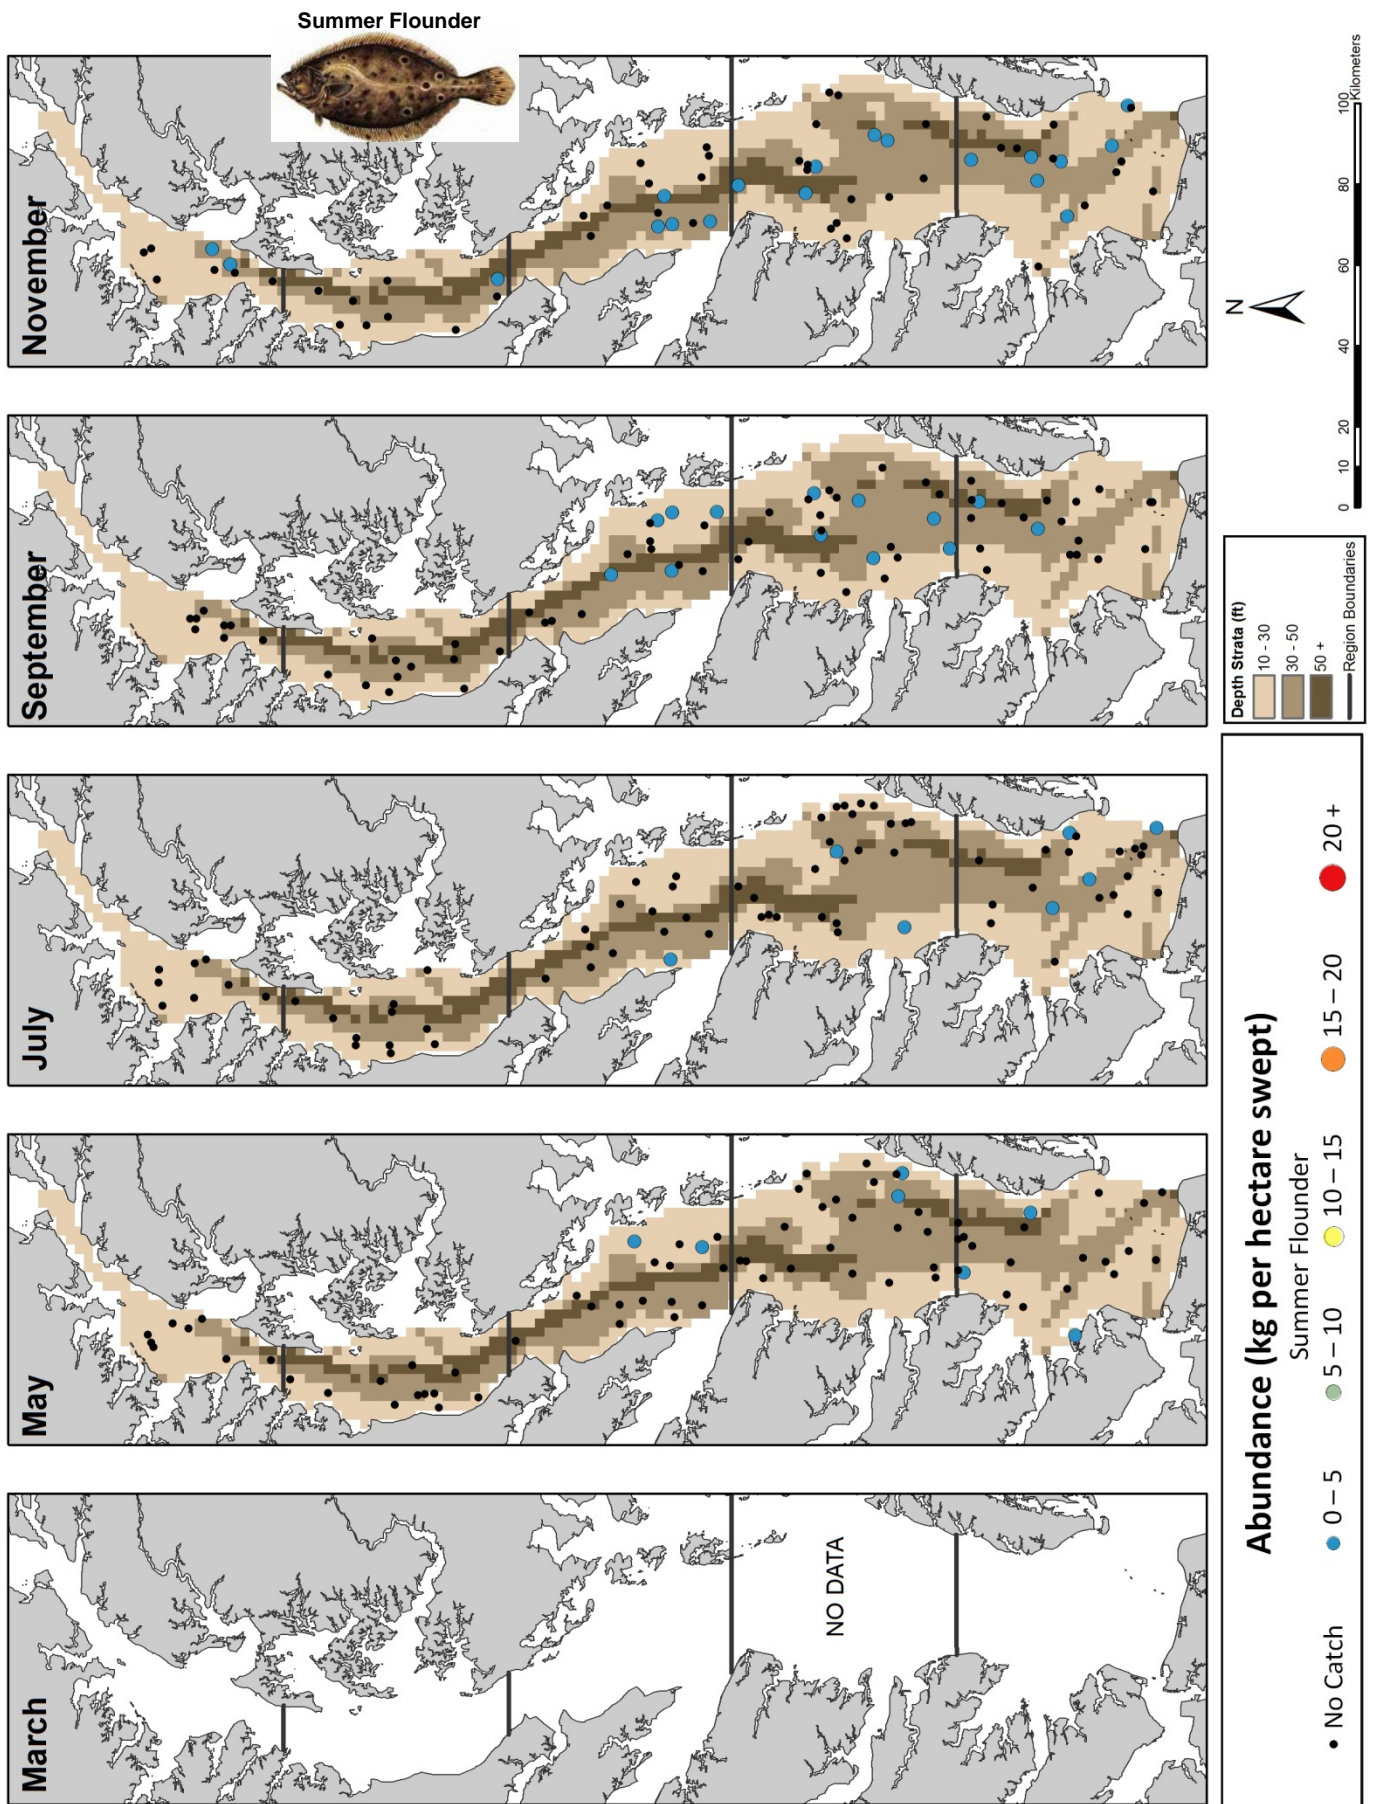 Summer Flounder
March
May
July
September
November
NO DATA
Abundance (kg per hectare swept)
Summer Flounder
No Catch
0 – 5
5 – 10
10 – 15
15 – 20
20 +
Depth Strata (ft)
10 - 30
30 - 50
50 +
Region Boundaries
N
0 10 20 40 60 80 100
Kilometers